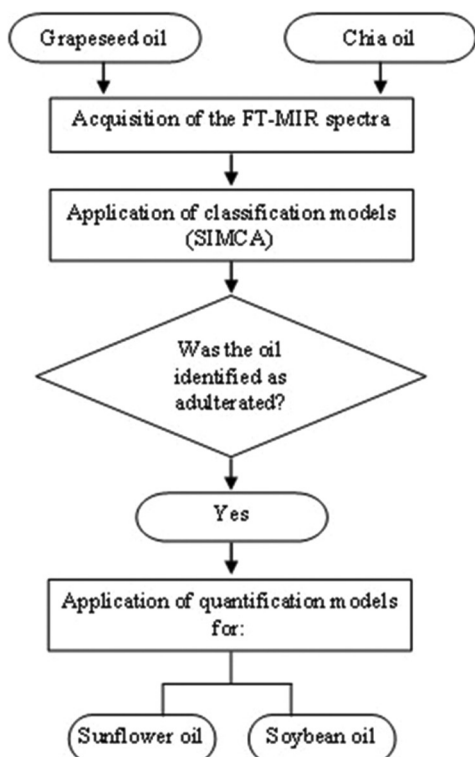 Grapeseed oil
Chia oil
Acquisition of the FT-MIR spectra
Application of classification models
(SIMCA)
Was the oil
identified as
adulterated?
Yes
Application of quantification models
for:
Sunflower oil
Soybean oil